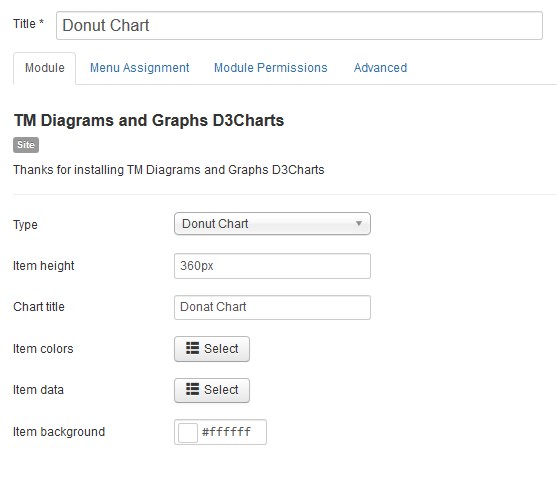 Title * Donut Chart
Module Menu Assignment Module Permissions Advanced
TM Diagrams and Graphs D3Charts
Site
Thanks for installing TM Diagrams and Graphs D3Charts
Type Donut Chart
Item height 360px
Chart title Donat Chart
Item colors Select
Item data Select
Item background #ffffff